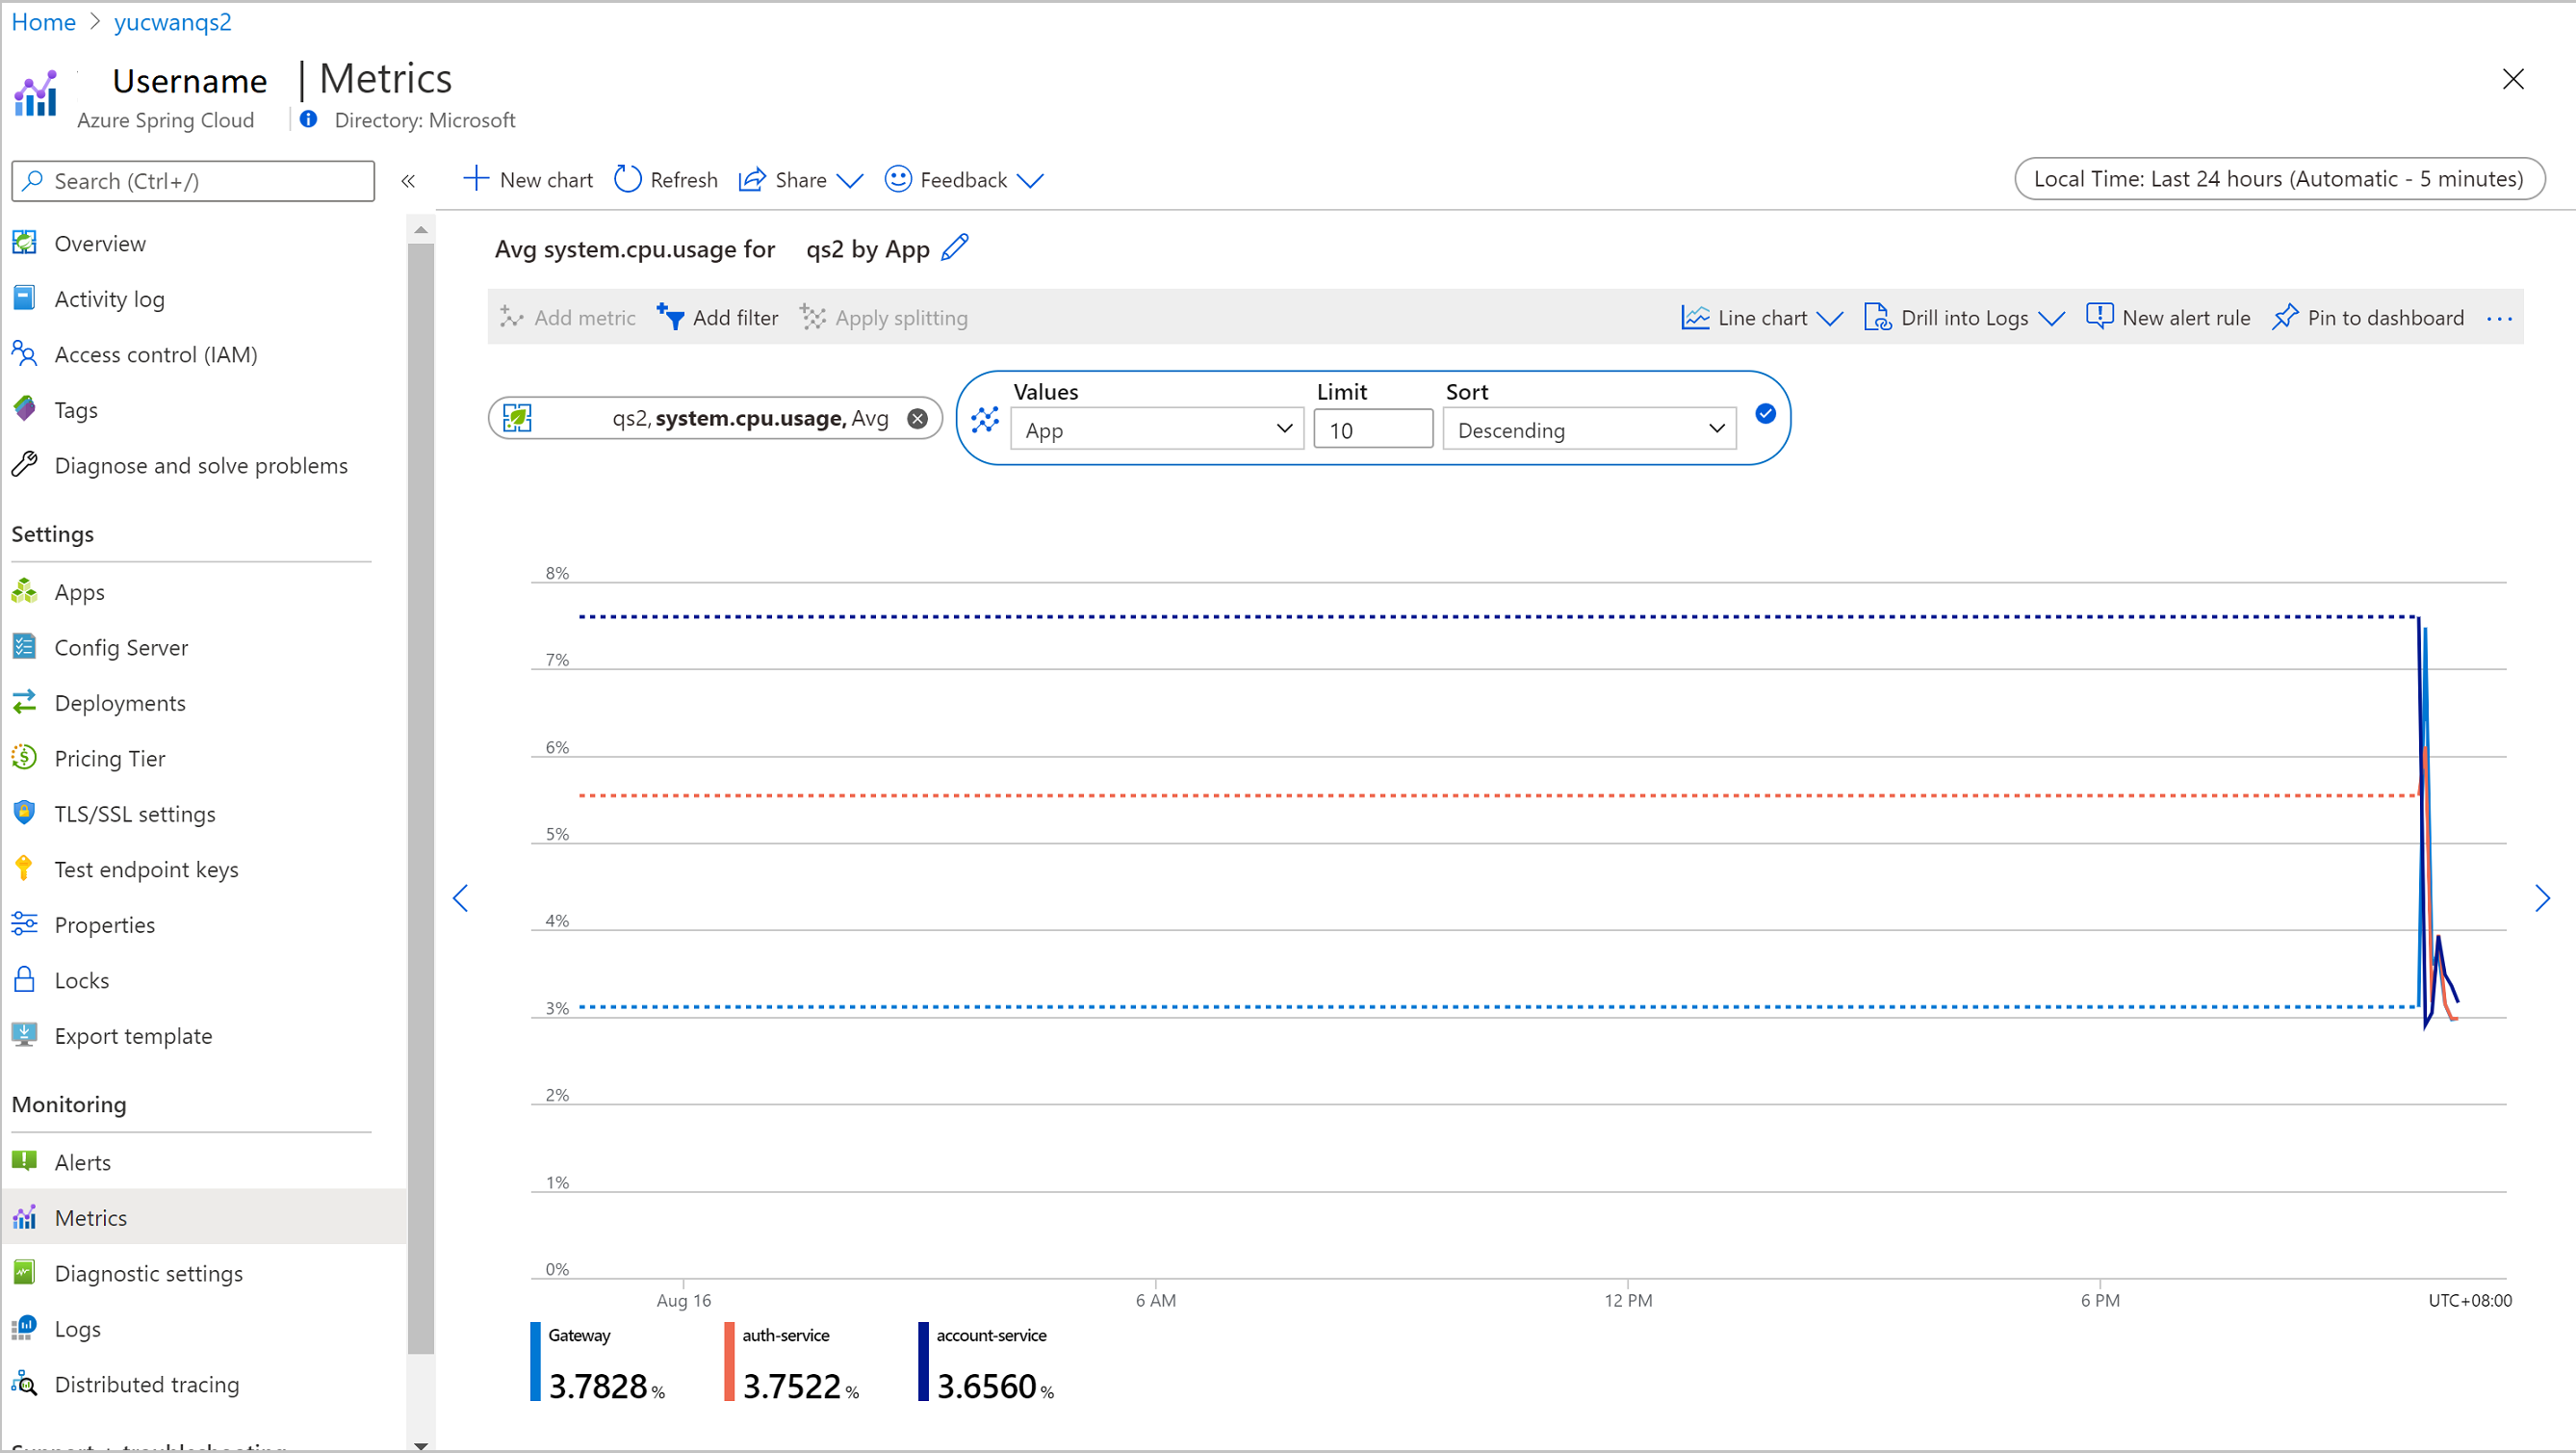 Home > yucwanqs2
Username | Metrics
Azure Spring Cloud
Directory: Microsoft
Search (Ctrl+/)
Overview
Activity log
Access control (IAM)
Tags
Diagnose and solve problems
Settings
Apps
Config Server
Deployments
Pricing Tier
TLS/SSL settings
Test endpoint keys
Properties
Locks
Export template
Monitoring
Alerts
Metrics
Diagnostic settings
Logs
Distributed tracing
Support + troubleshooting
New chart Refresh Share Feedback
Local Time: Last 24 hours (Automatic - 5 minutes)
Avg system.cpu.usage for qs2 by App
Add metric Add filter Apply splitting
Line chart Drill into Logs New alert rule Pin to dashboard ...
qs2, system.cpu.usage, Avg
Values Limit Sort
App 10 Descending
8%
7%
6%
5%
4%
3%
2%
1%
0%
Aug 16 6 AM 12 PM 6 PM UTC+08:00
Gateway
3.7828 %
auth-service
3.7522 %
account-service
3.6560 %